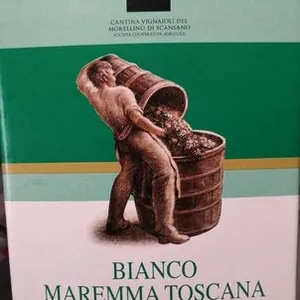 CANTINA VIGNAIOLI DEL
MORELLINO DI SCANSANO
SOCIETÀ COOPERATIVA AGRICOLA
BIANCO
MAREMMA TOSCANA